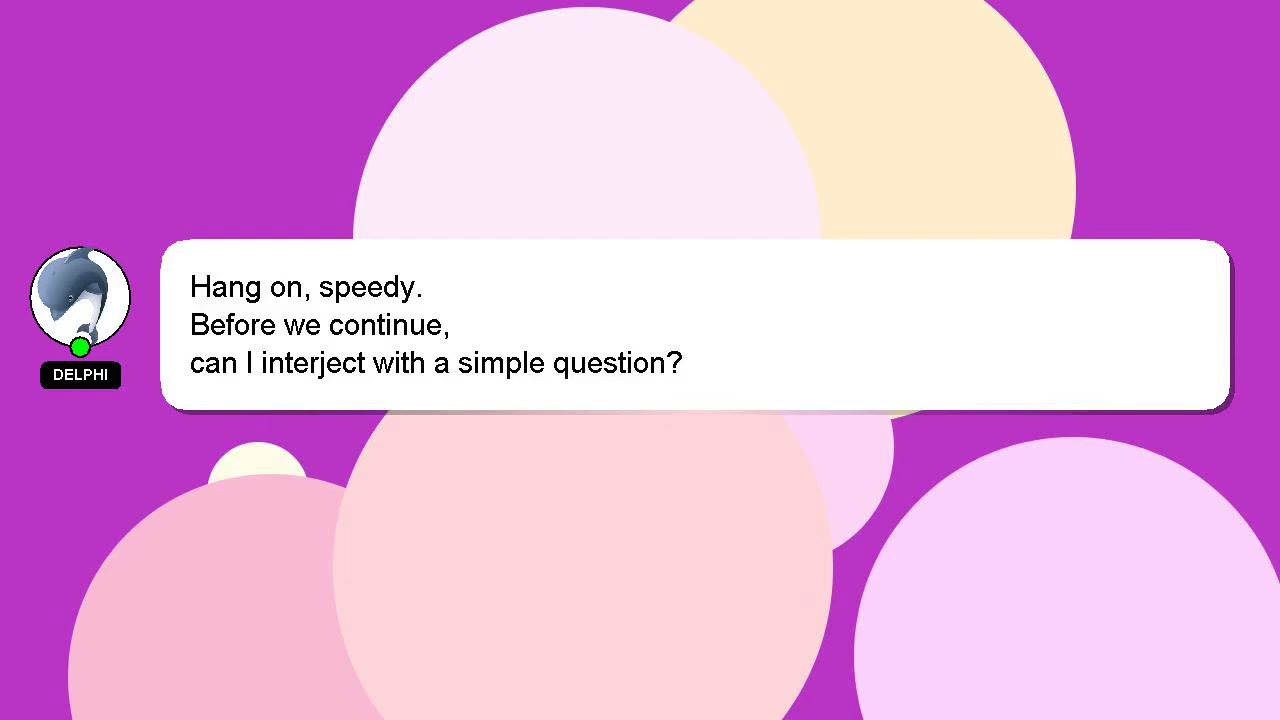 Hang on, speedy.
Before we continue,
can I interject with a simple question?
DELPHI